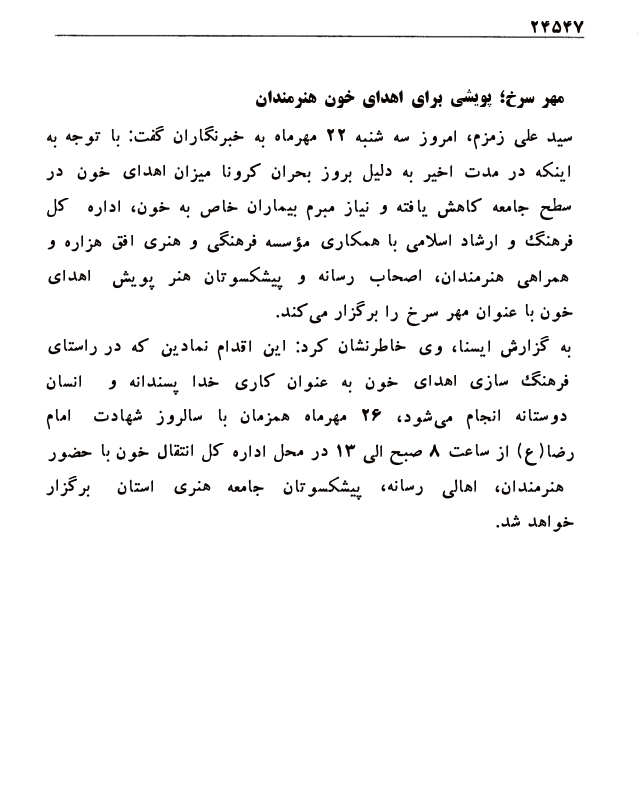 ۲۴۵۴۷
مهر سرخ؛ پویشی برای اهدای خون هنرمندان
سید علی زمزم، امروز سه شنبه ۲۲ مهرماه به خبرنگاران گفت: با توجه به
اینکه در مدت اخیر به دلیل بروز بحران کرونا میزان اهدای خون در
سطح جامعه کاهش یافته و نیاز مبرم بیماران خاص به خون، اداره کل
فرهنگ و ارشاد اسلامی با همکاری مؤسسه فرهنگی و هنری افق هزاره و
همراهی هنرمندان، اصحاب رسانه و پیشکسوتان هنر پویش اهدای
خون با عنوان مهر سرخ را برگزار می‌کند.
به گزارش ایسنا، وی خاطرنشان کرد: این اقدام نمادین که در راستای
فرهنگ سازی اهدای خون به عنوان کاری خدا پسندانه و انسان
دوستانه انجام می‌شود، ۲۶ مهرماه همزمان با سالروز شهادت امام
رضا(ع) از ساعت ۸ صبح الی ۱۳ در محل اداره کل انتقال خون با حضور
هنرمندان، اهالی رسانه، پیشکسوتان جامعه هنری استان برگزار
خواهد شد.